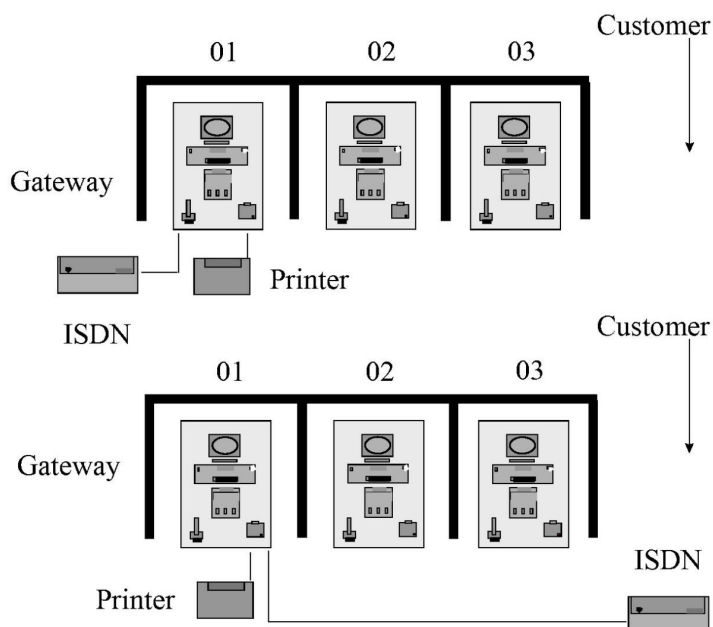 Customer
01 02 03
Gateway
Printer
ISDN
Customer
01 02 03
Gateway
ISDN
Printer